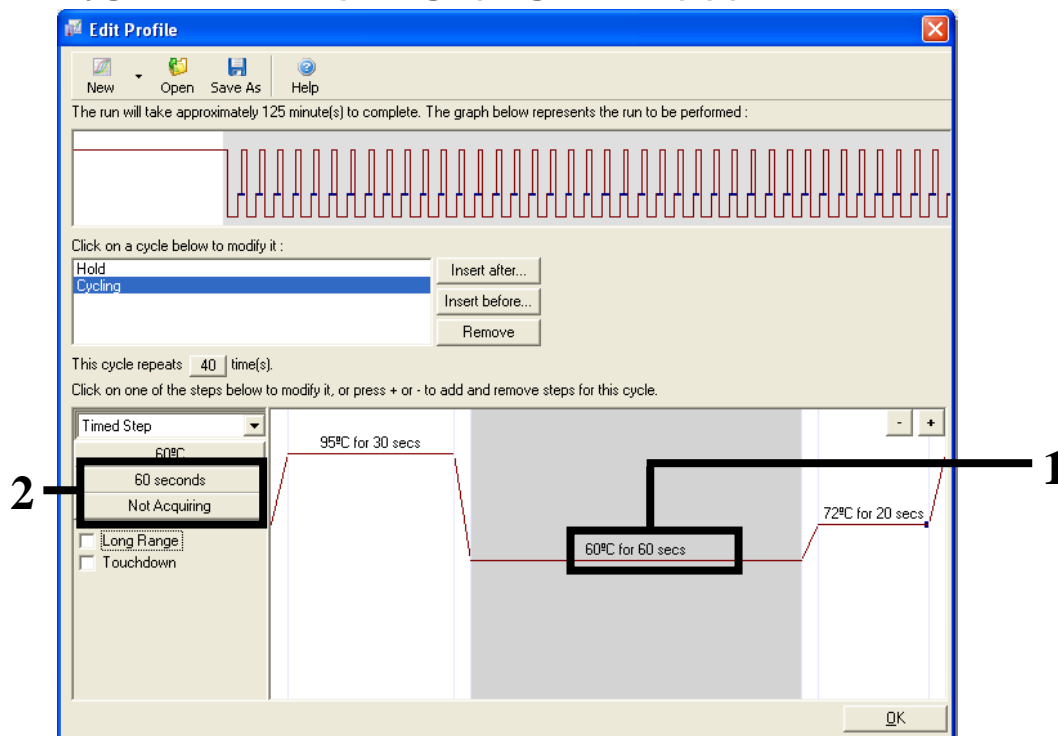 Edit Profile
New Open Save As Help
The run will take approximately 125 minute(s) to complete. The graph below represents the run to be performed :
Click on a cycle below to modify it :
Hold
Cycling
Insert after...
Insert before...
Remove
This cycle repeats 40 time(s).
Click on one of the steps below to modify it, or press + or - to add and remove steps for this cycle.
Timed Step
- +
60ºC
95ºC for 30 secs
1
60 seconds
2
Not Acquiring
72ºC for 20 secs
Long Range
60ºC for 60 secs
Touchdown
OK